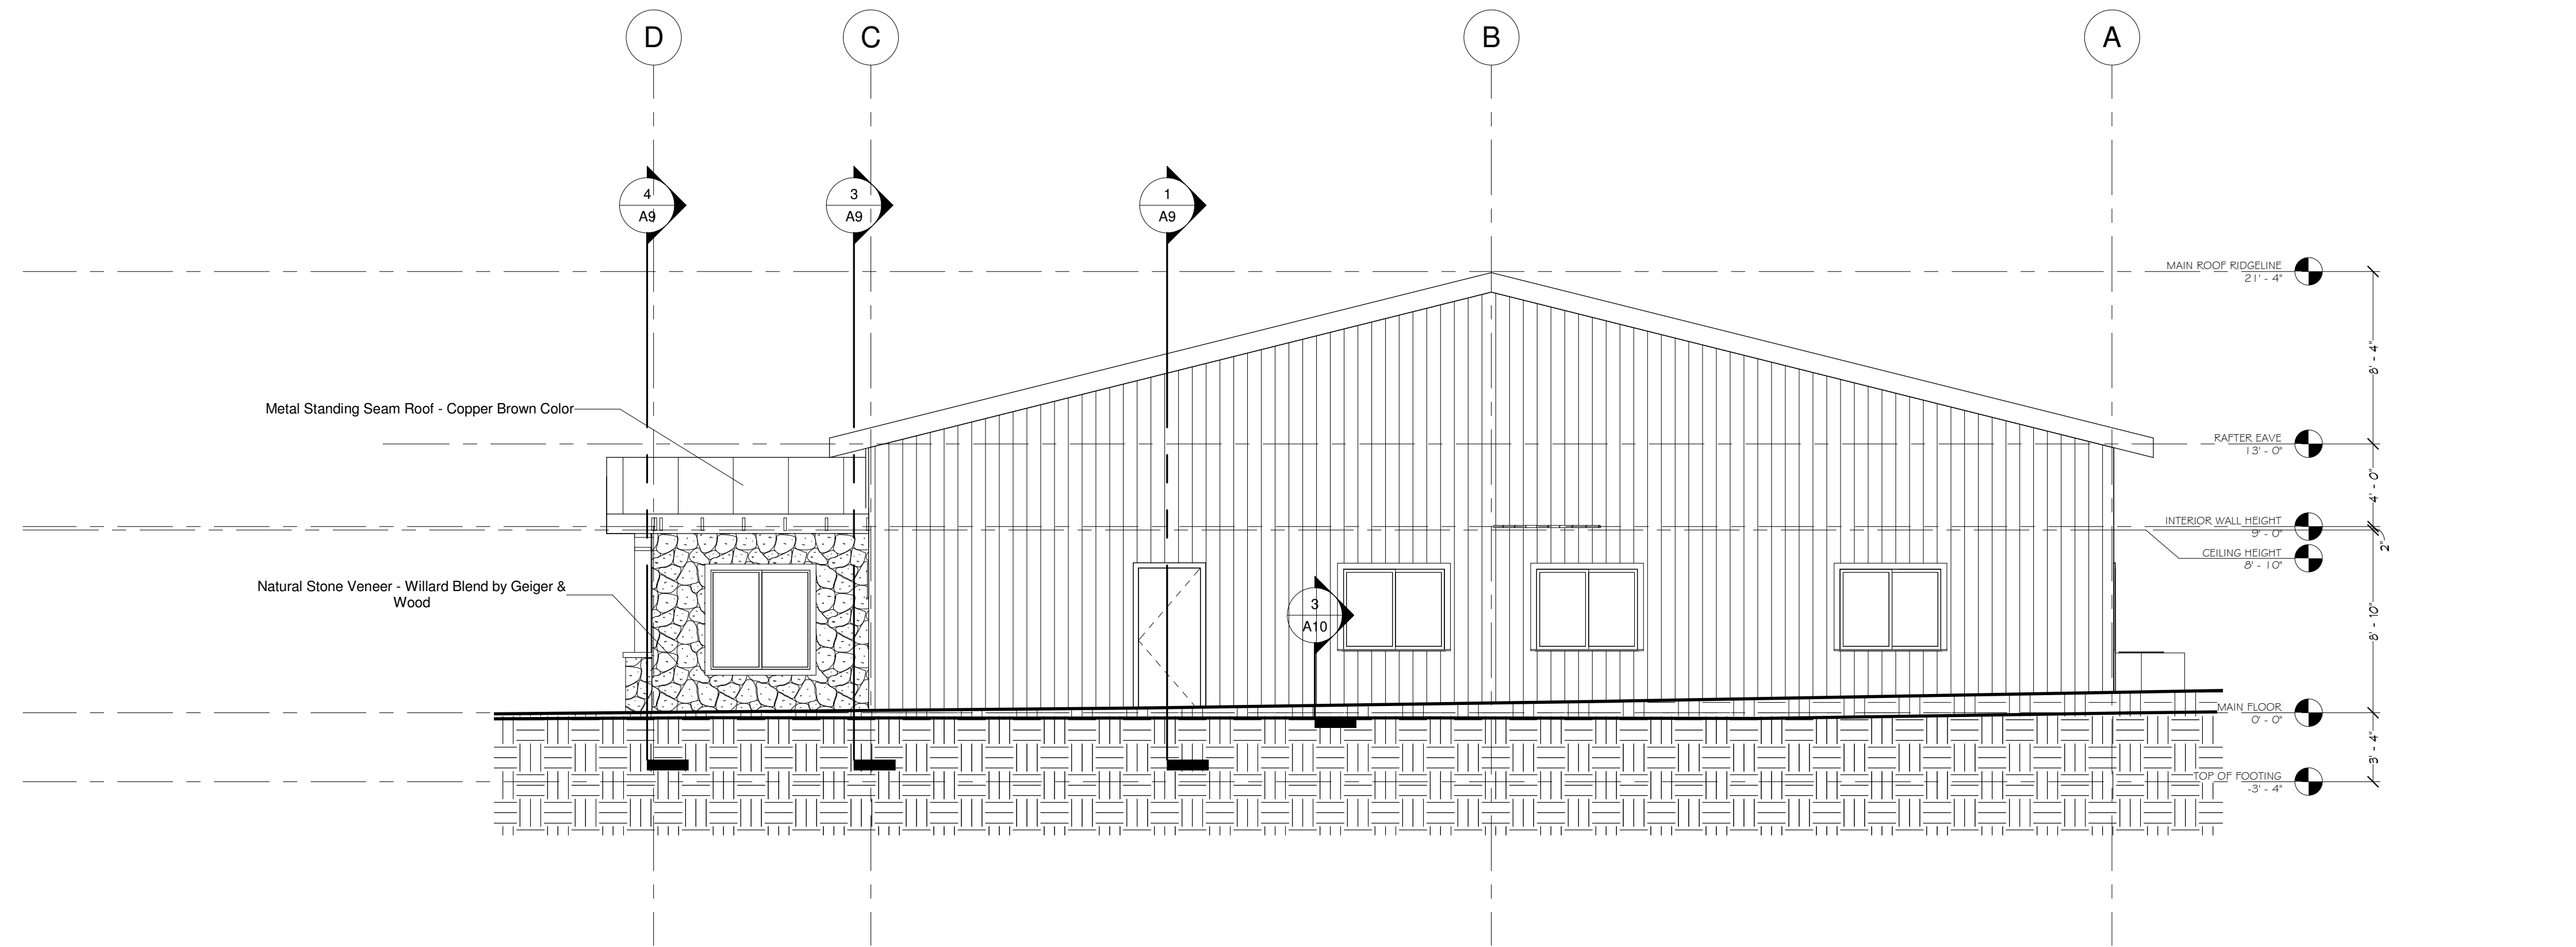 D
C
B
A
4
A9
3
A9
1
A9
MAIN ROOF RIDGELINE
21' - 4"
8' - 4"
Metal Standing Seam Roof - Copper Brown Color
RAFTER EAVE
13' - 0"
4' - 0"
INTERIOR WALL HEIGHT
9' - 0"
2"
CEILING HEIGHT
8' - 10"
Natural Stone Veneer - Willard Blend by Geiger &
Wood
3
A10
8' - 10"
MAIN FLOOR
0' - 0"
3' - 4"
TOP OF FOOTING
-3' - 4"